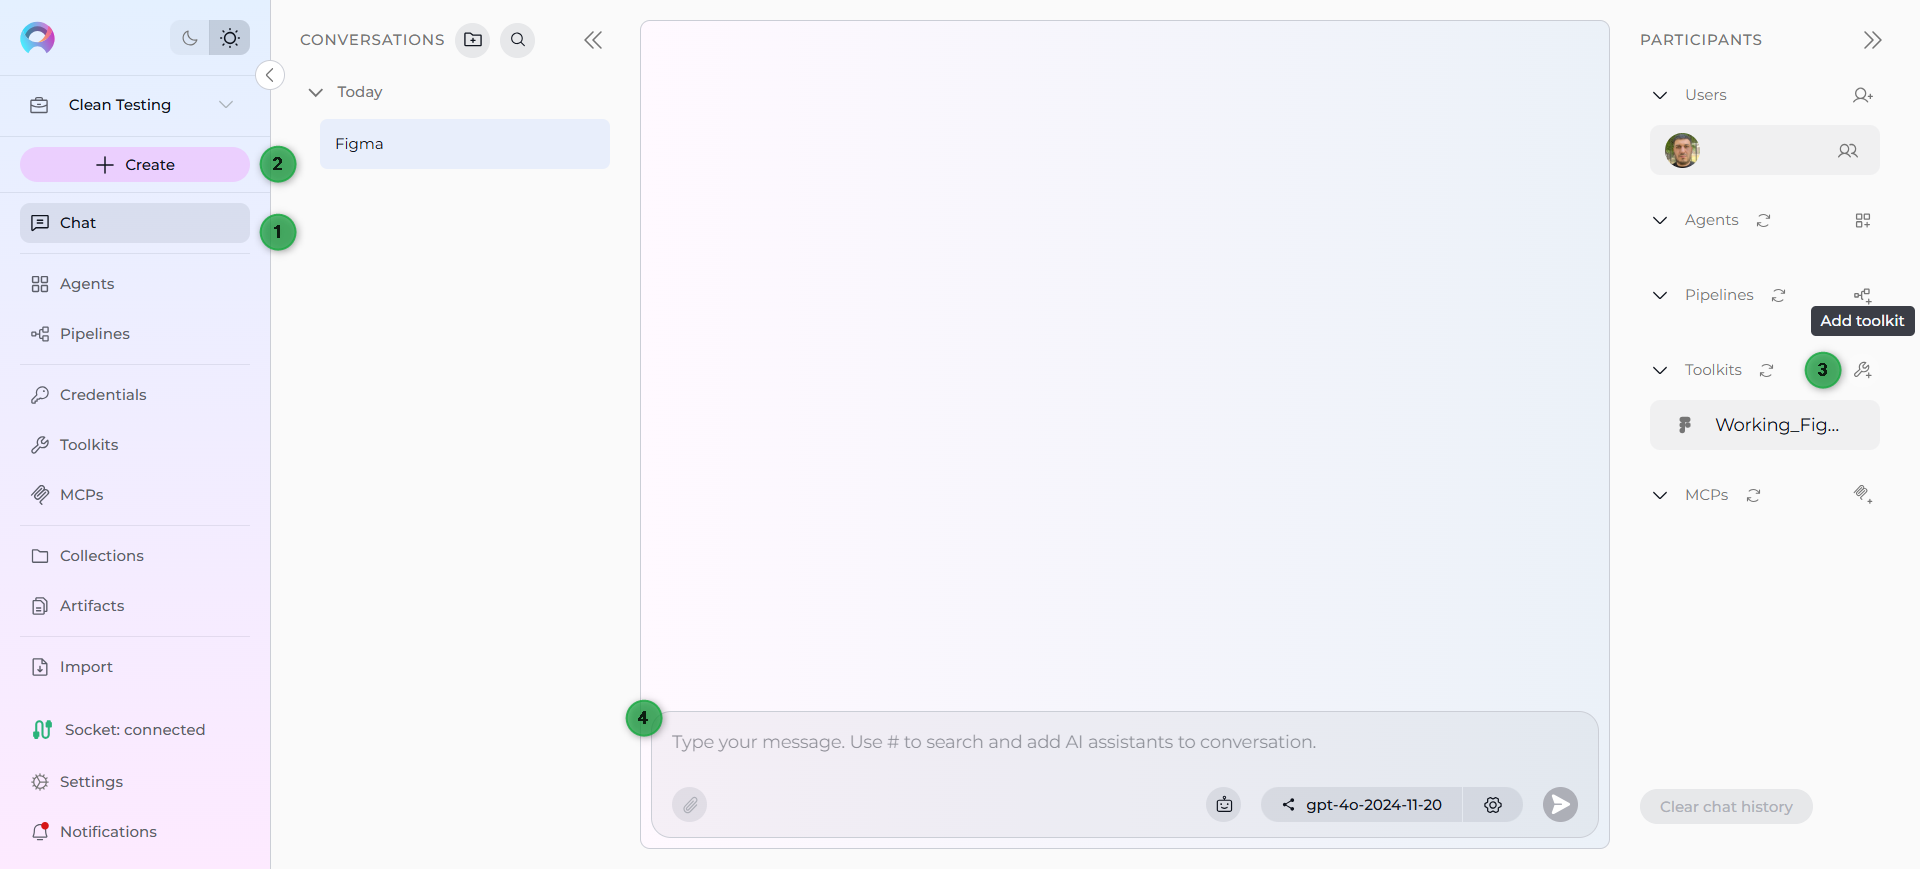 Clean Testing
Create
2
Chat
1
Agents
Pipelines
Credentials
Toolkits
MCPs
Collections
Artifacts
Import
Socket: connected
Settings
Notifications
CONVERSATIONS
Today
Figma
4
Type your message. Use # to search and add AI assistants to conversation.
gpt-4o-2024-11-20
PARTICIPANTS
Users
Agents
Pipelines
Add toolkit
Toolkits
3
Working_Fig...
MCPs
Clear chat history